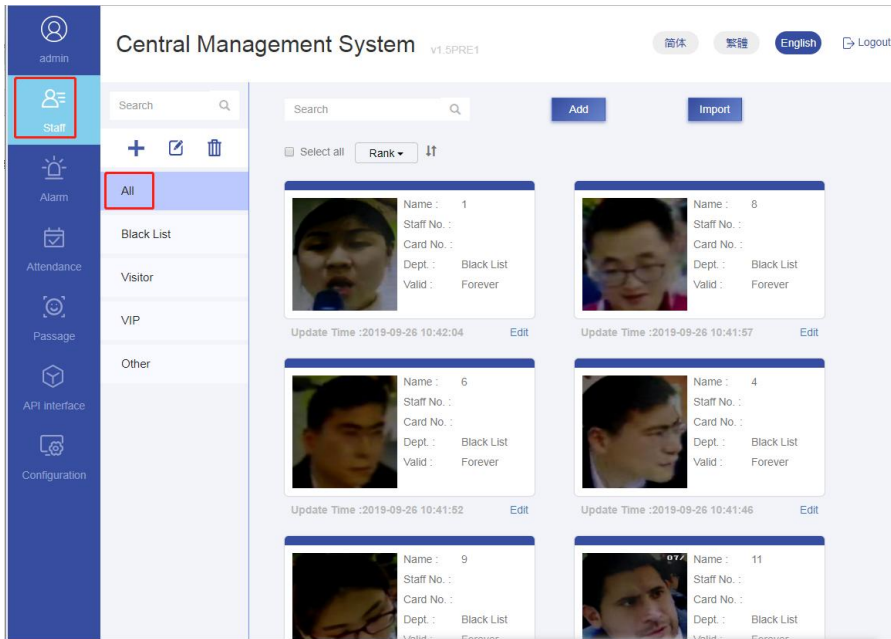 admin
Central Management System v1.5PRE1
简体 繁體 English Logout
Staff
Alarm
Attendance
Passage
API interface
Configuration
Search
All
Black List
Visitor
VIP
Other
Search Add Import
Select all Rank
Name : 1
Staff No. :
Card No. :
Dept. : Black List
Valid : Forever
Update Time :2019-09-26 10:42:04 Edit
Name : 8
Staff No. :
Card No. :
Dept. : Black List
Valid : Forever
Update Time :2019-09-26 10:41:57 Edit
Name : 6
Staff No. :
Card No. :
Dept. : Black List
Valid : Forever
Update Time :2019-09-26 10:41:52 Edit
Name : 4
Staff No. :
Card No. :
Dept. : Black List
Valid : Forever
Update Time :2019-09-26 10:41:46 Edit
Name : 9
Staff No. :
Card No. :
Dept. : Black List
Valid : Forever
07/
Name : 11
Staff No. :
Card No. :
Dept. : Black List
Valid : Forever